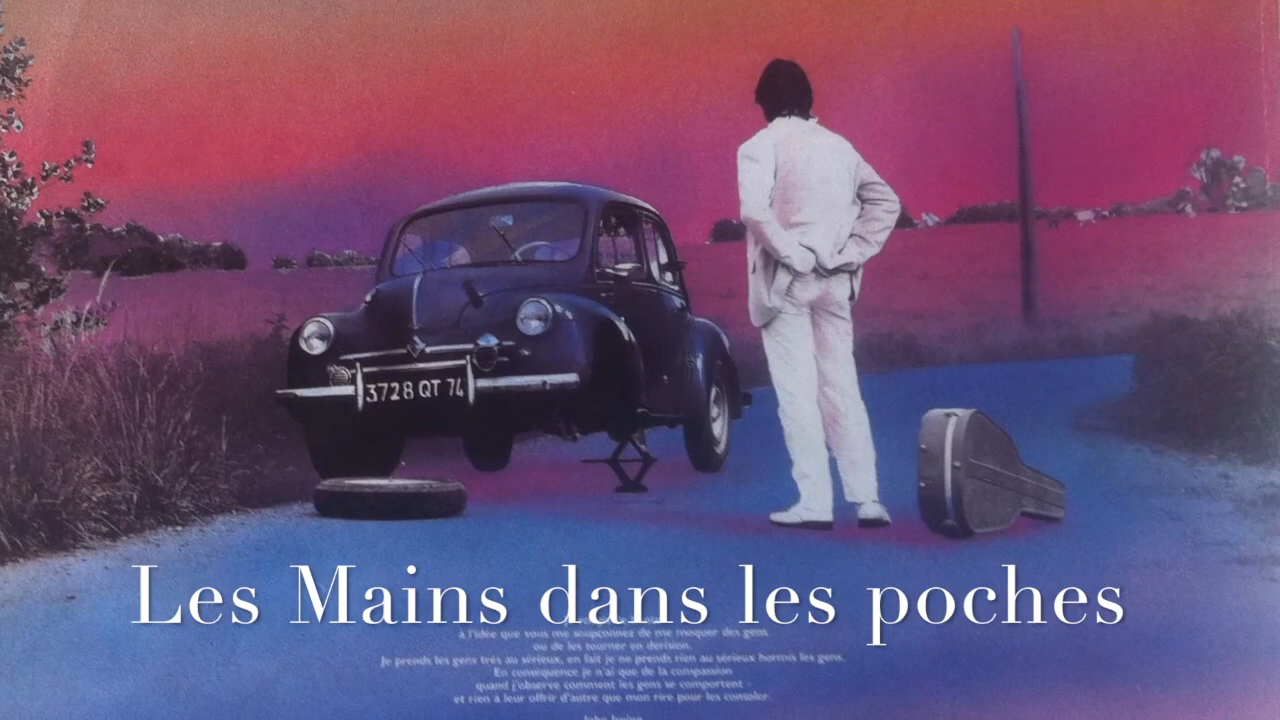 3728 QT 74
Les Mains dans les poches
à l'idée que vous me soupçonnez de me moquer des gens
ou de les tourner en dérision.
Je prends les gens très au sérieux, en fait je ne prends rien au sérieux hormis les gens.
En conséquence je n'ai que de la compassion
quand j'observe comment les gens se comportent -
et rien à leur offrir d'autre que mon rire pour les consoler.
John Irving